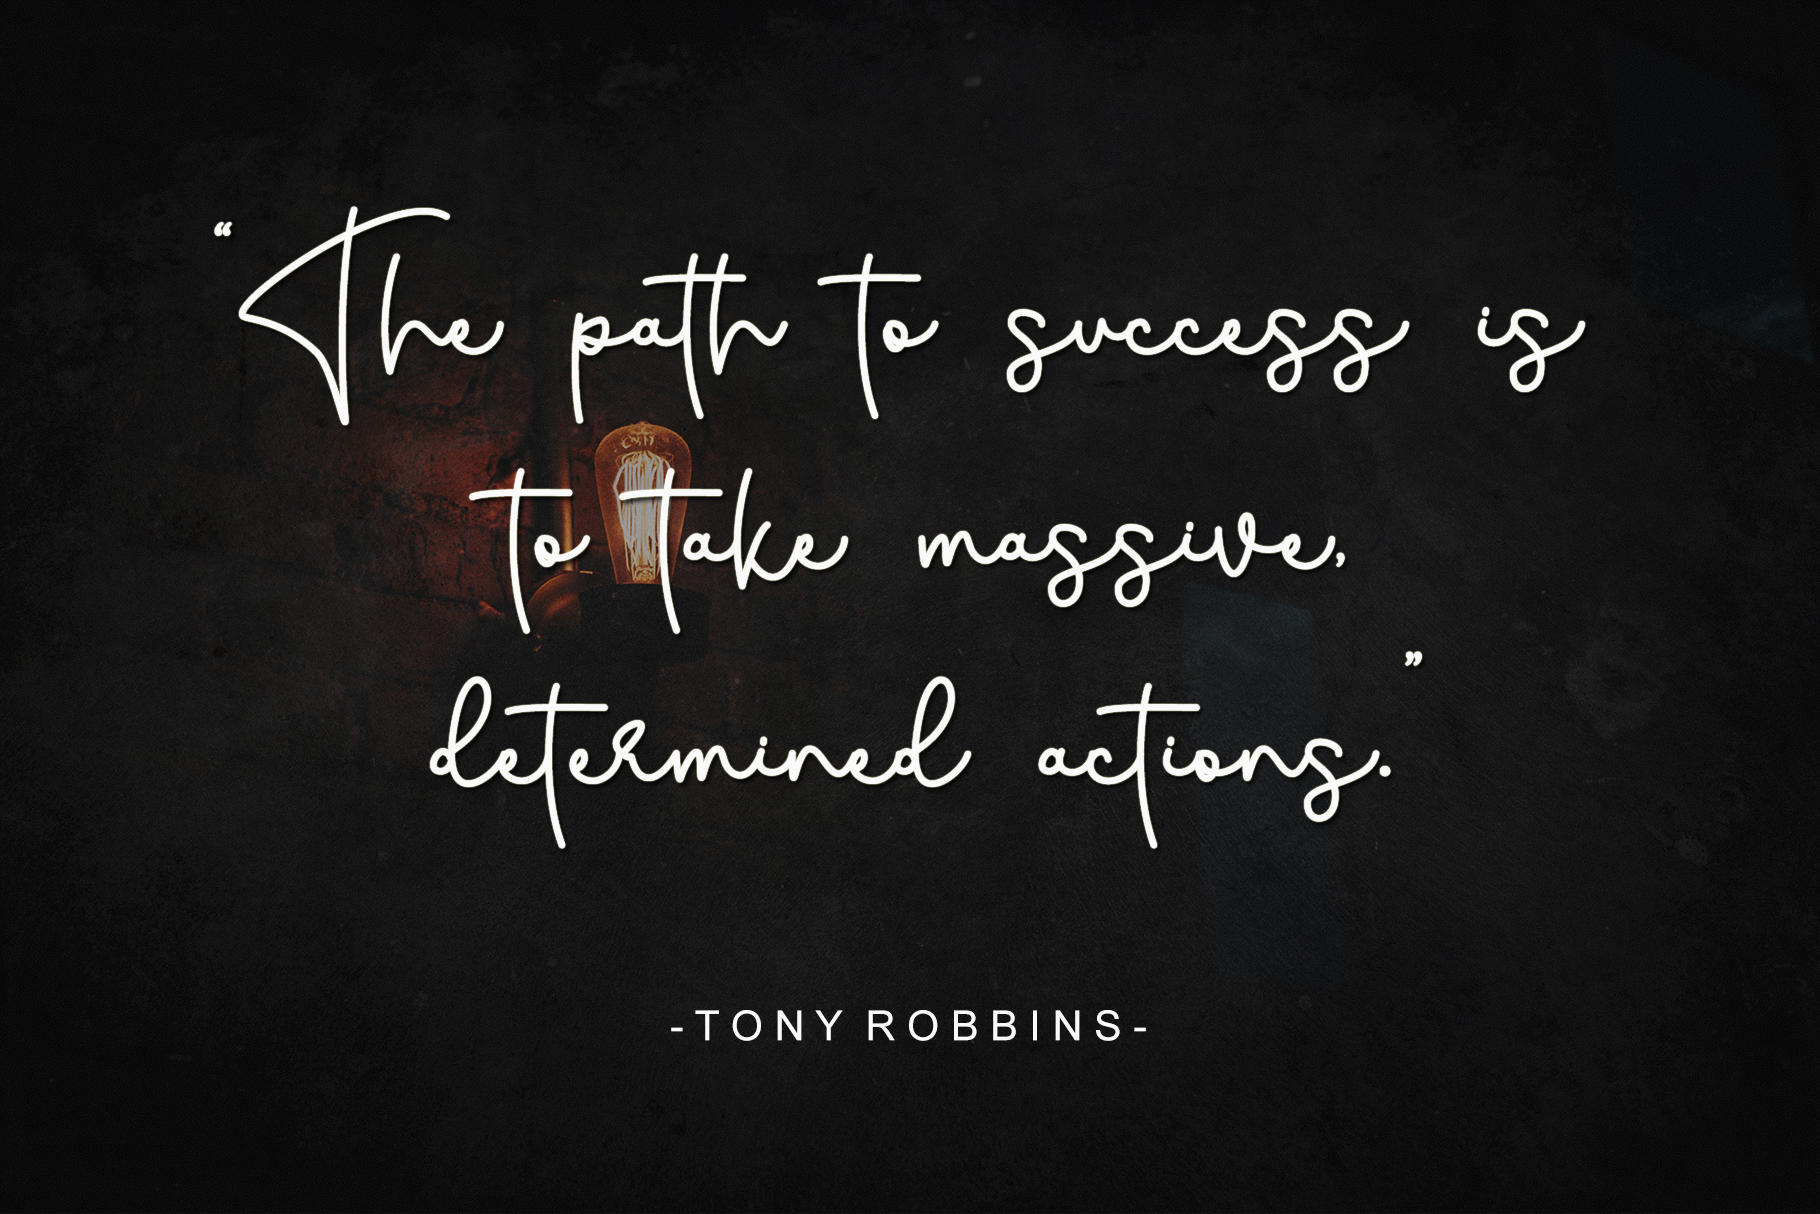 “The path to success is
to take massive,
determined actions.”
-TONY ROBBINS-